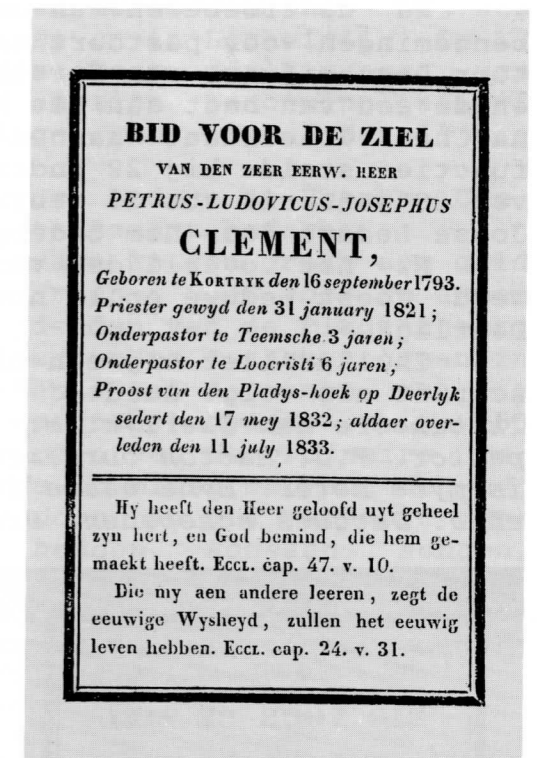 BID VOOR DE ZIEL
VAN DEN ZEER EERW. HEER
PETRUS-LUDOVICUS-JOSEPHUS
CLEMENT,
Geboren te KORTRYK den 16 september 1793.
Priester gewyd den 31 january 1821;
Onderpastor te Teemsche 3 jaren;
Onderpastor te Loocristi 6 jaren;
Proost van den Pladys-hoek op Deerlyk
sedert den 17 mey 1832; aldaer over-
leden den 11 july 1833.
Hy heeft den Heer geloofd uyt geheel
zyn hert, en God bemind, die hem ge-
maekt heeft. ECCL. cap. 47. v. 10.
Die my aen andere leeren, zegt de
eeuwige Wysheyd, zullen het eeuwig
leven hebben. ECCL. cap. 24. v. 31.